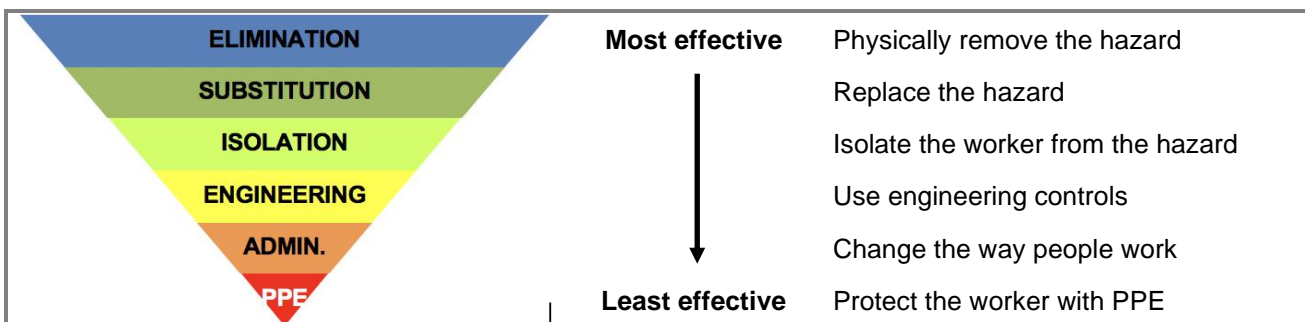 ELIMINATION Most effective Physically remove the hazard
SUBSTITUTION Replace the hazard
ISOLATION Isolate the worker from the hazard
ENGINEERING Use engineering controls
ADMIN. Change the way people work
PPE Least effective Protect the worker with PPE